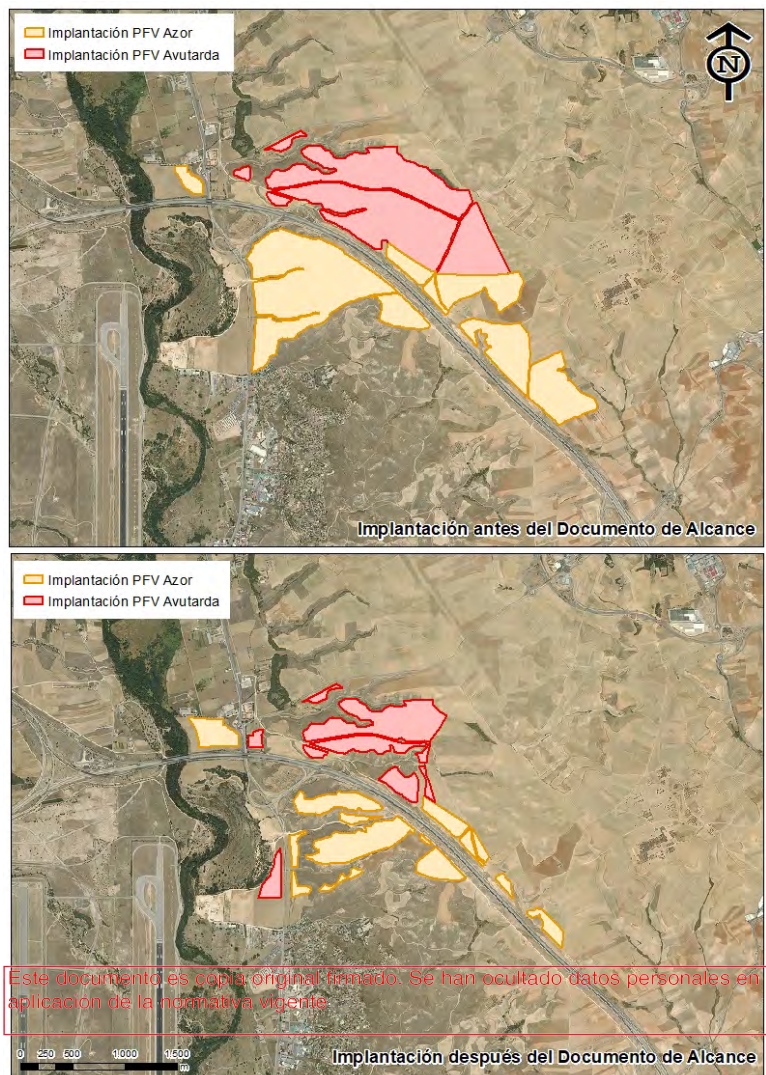 Implantación PFV Azor
Implantación PFV Avutarda
N
Implantación antes del Documento de Alcance
Implantación PFV Azor
Implantación PFV Avutarda
Este documento es copia original firmado. Se han ocultado datos personales en
aplicación de la normativa vigente
0 250 500 1.000 1.500
m
Implantación después del Documento de Alcance